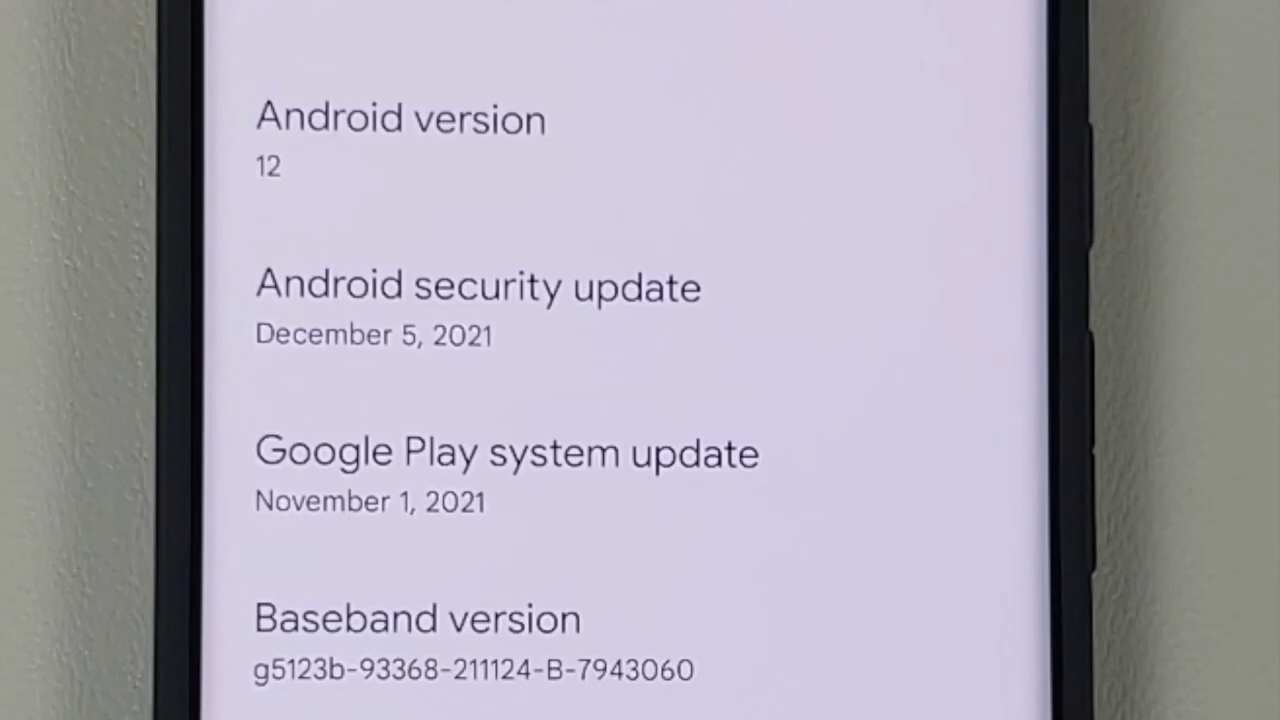 Android version
12
Android security update
December 5, 2021
Google Play system update
November 1, 2021
Baseband version
g5123b-93368-211124-B-7943060